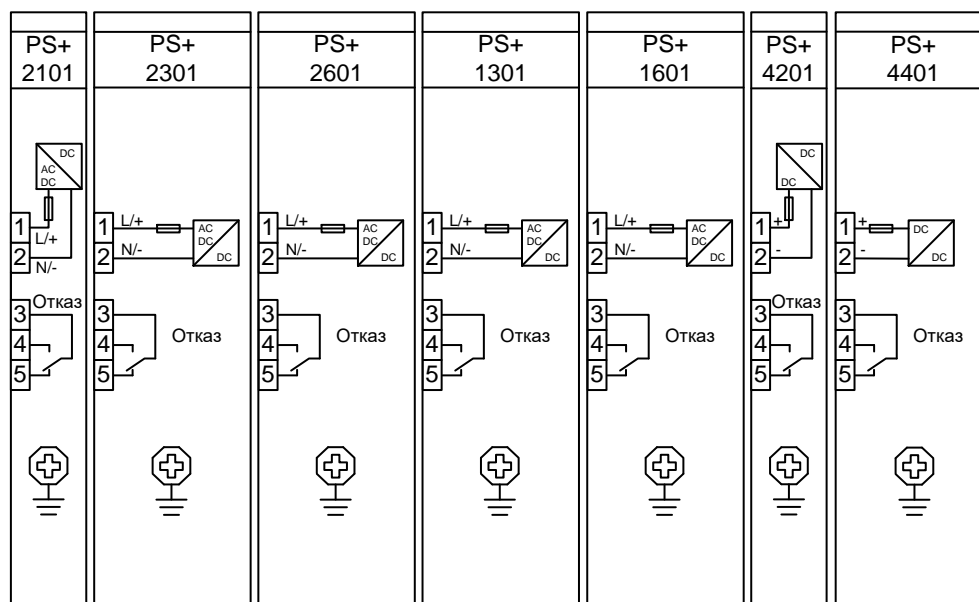 PS+
2101
AC
DC
DC
1
L/+
2
N/-
Отказ
3
4
5
PS+
2301
1
L/+
2
N/-
AC
DC
DC
3
4
5
Отказ
PS+
2601
1
L/+
2
N/-
AC
DC
DC
3
4
5
Отказ
PS+
1301
1
L/+
2
N/-
AC
DC
DC
3
4
5
Отказ
PS+
1601
1
L/+
2
N/-
AC
DC
DC
3
4
5
Отказ
PS+
4201
DC
DC
1
+
2
-
Отказ
3
4
5
PS+
4401
1
+
2
-
DC
DC
3
4
5
Отказ